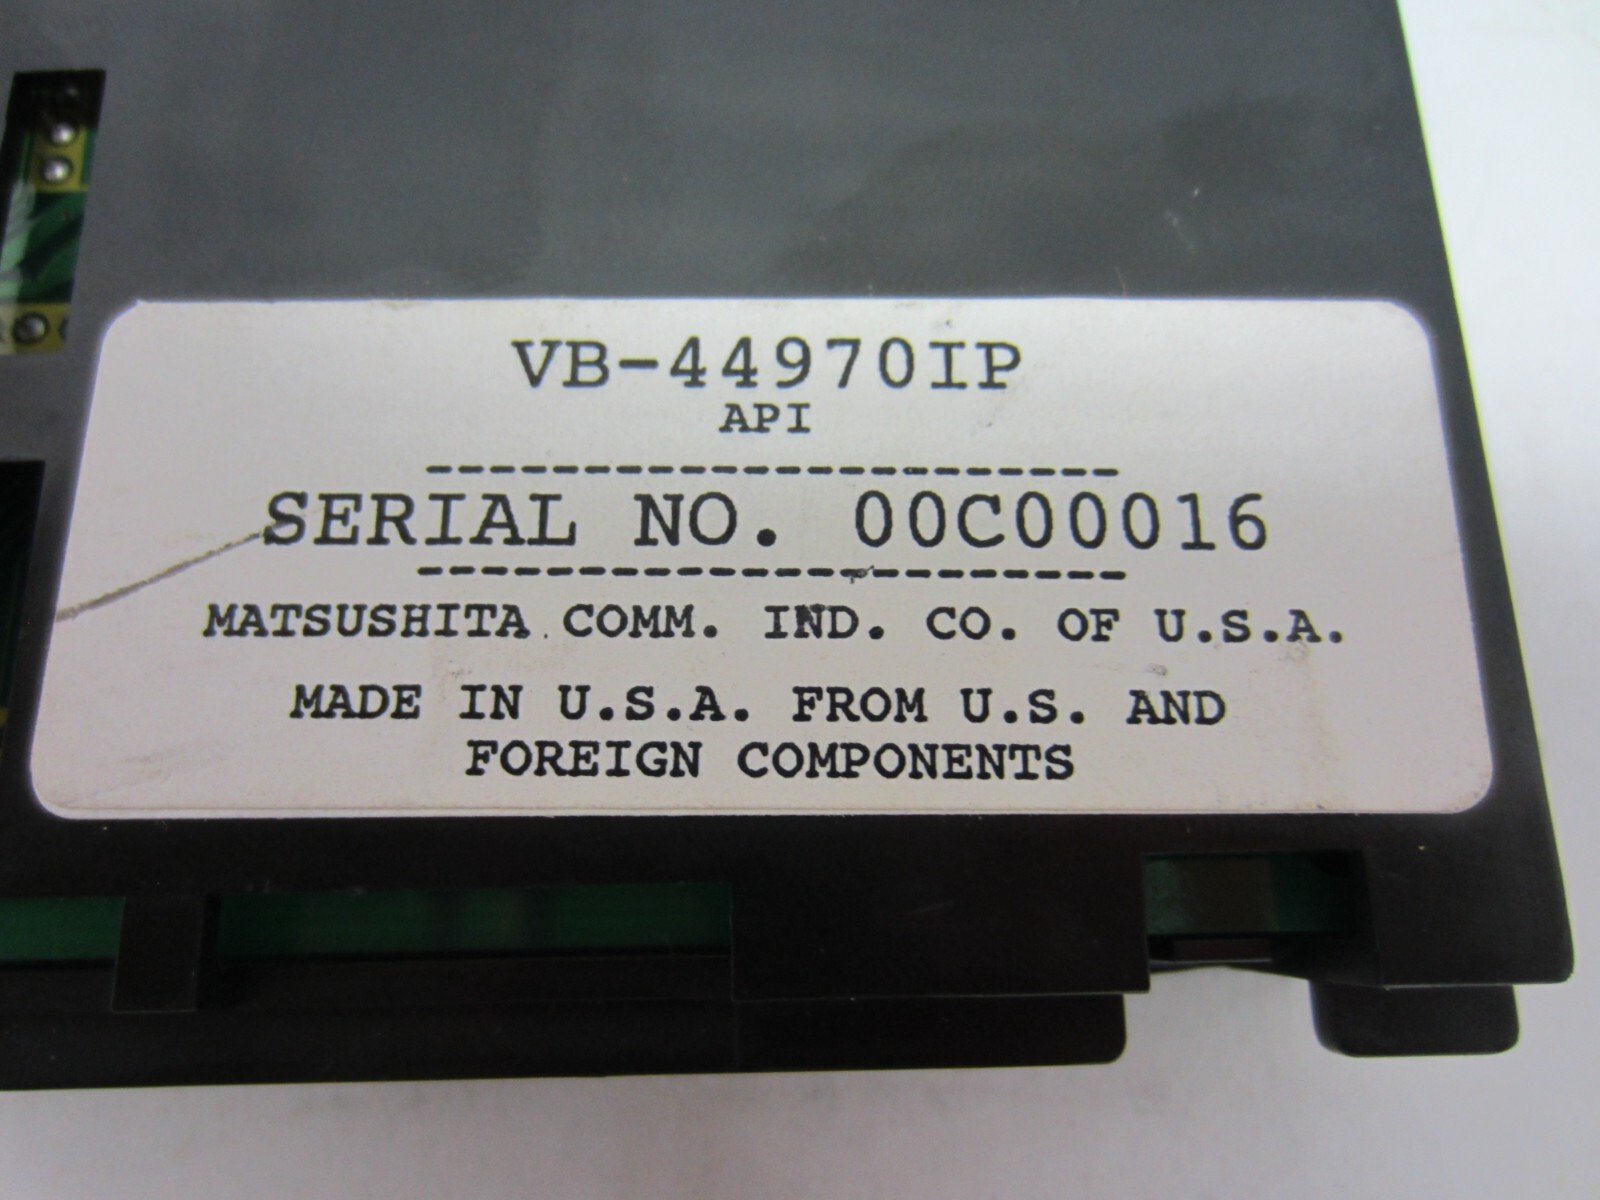 VB-44970IP
API
----------------------
SERIAL NO. 00C00016
----------------------
MATSUSHITA COMM. IND. CO. OF U.S.A.
MADE IN U.S.A. FROM U.S. AND
FOREIGN COMPONENTS